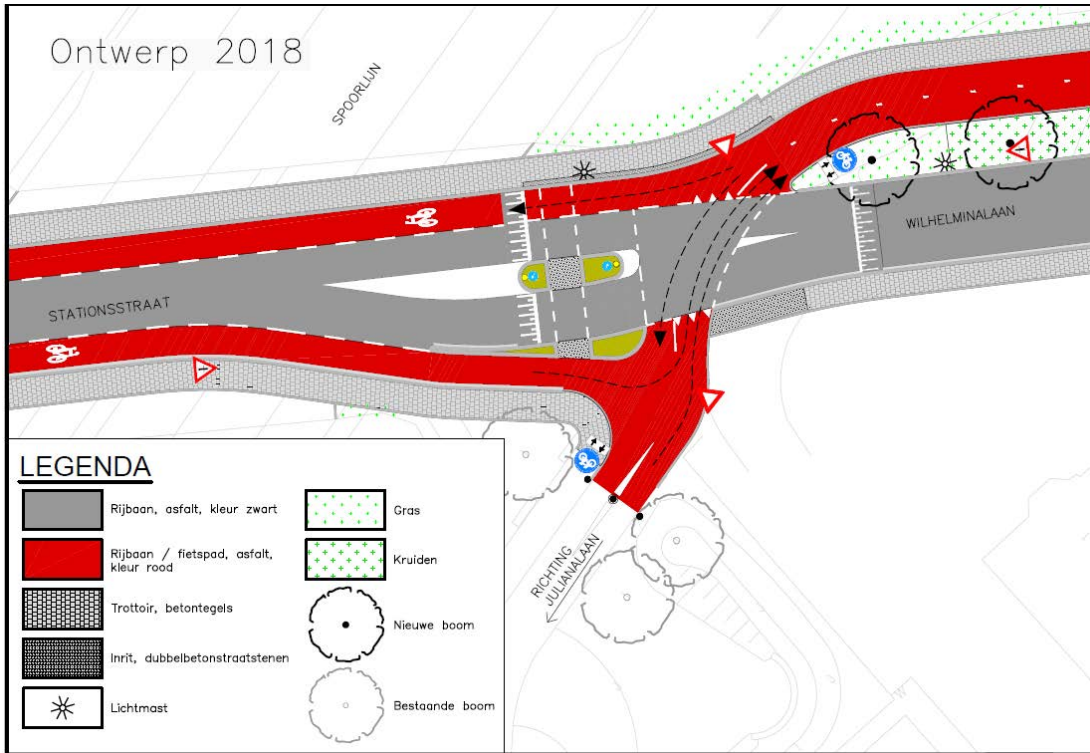 Ontwerp 2018
SPOORLIJN
WILHELMINALAAN
STATIONSSTRAAT
RICHTING
JULIANALAAN
LEGENDA
Rijbaan, asfalt, kleur zwart
Rijbaan / fietspad, asfalt,
kleur rood
Trottoir, betontegels
Inrit, dubbelbetonstraatstenen
Lichtmast
Gras
Kruiden
Nieuwe boom
Bestaande boom